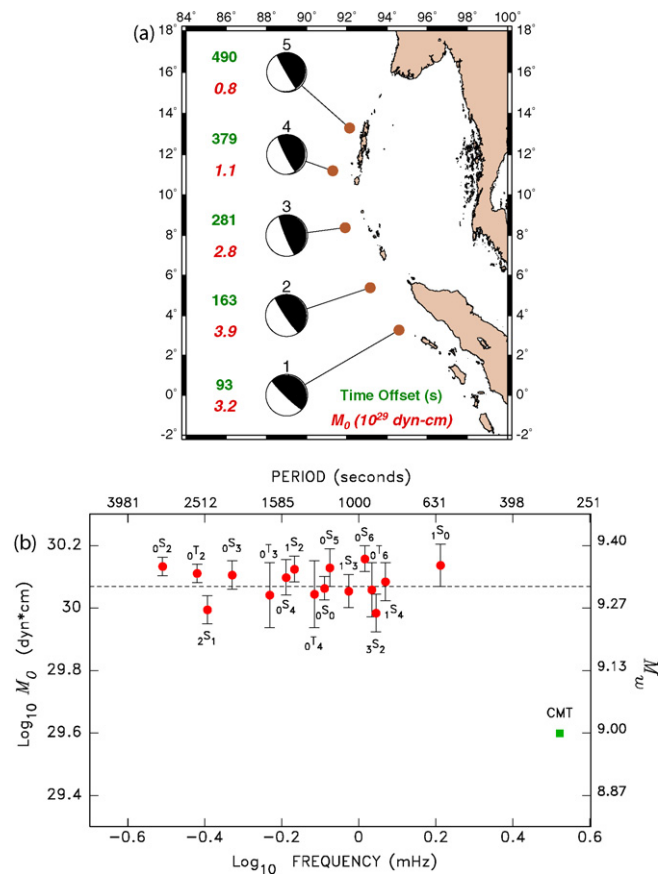 84° 86° 88° 90° 92° 94° 96° 98° 100°
(a)
18° 18°
5
490
0.8
16° 16°
14° 14°
4
379
1.1
12° 12°
10° 10°
3
281
2.8
8° 8°
6° 6°
2
163
3.9
4° 4°
2° 2°
1
93
3.2
0° 0°
Time Offset (s)
M₀ (10²⁹ dyn-cm)
-2° -2°
PERIOD (seconds)
3981 2512 1585 1000 631 398 251
(b)
30.2 9.40
₀S₂ ₀T₂ ₀S₃ ₀T₃ ₁S₂ ₀S₅ ₀S₆ ₀T₆ ₁S₀
₁S₃
30 9.27
₂S₁ ₀S₄ ₀T₄ ₀S₀ ₃S₂ ₁S₄
29.8 9.13
29.6 9.00
CMT
29.4 8.87
Log₁₀ M₀ (dyn*cm)
M_w
−0.6 −0.4 −0.2 0 0.2 0.4 0.6
Log₁₀ FREQUENCY (mHz)